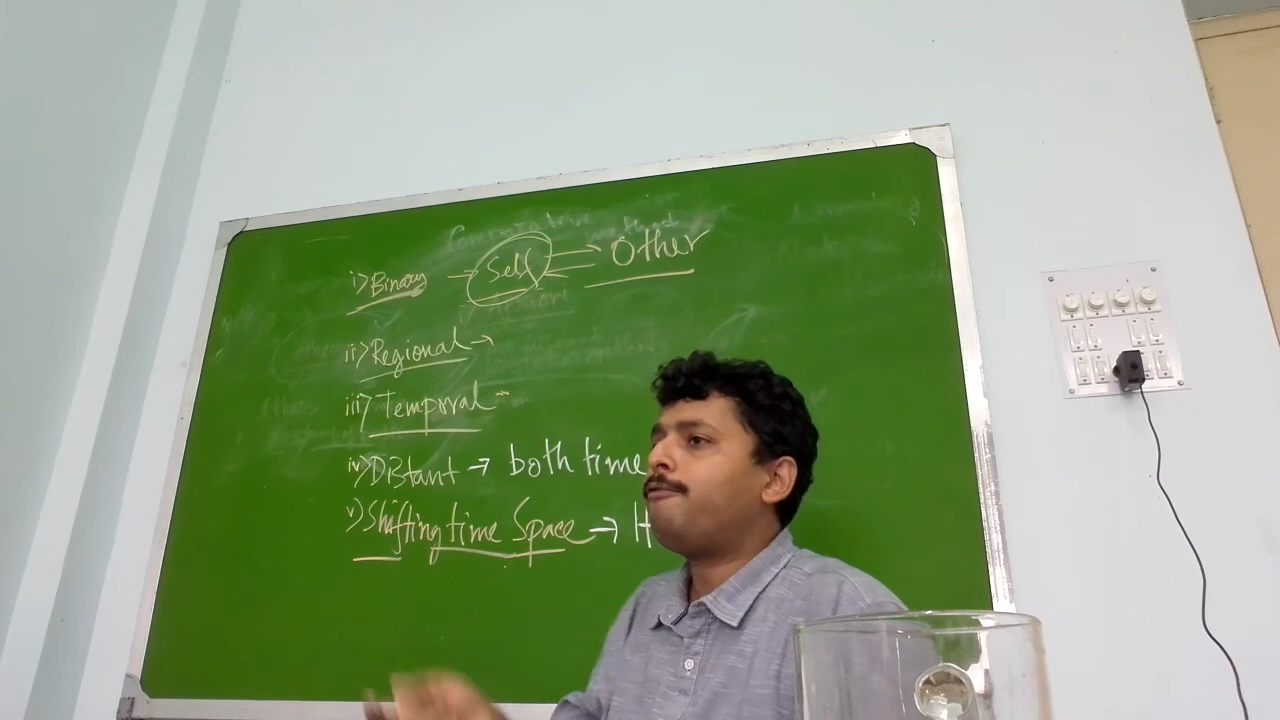 i) Binary → Self → Other
ii) Regional →
iii) Temporal →
iv) Distant → both time
v) Shifting time Space → H